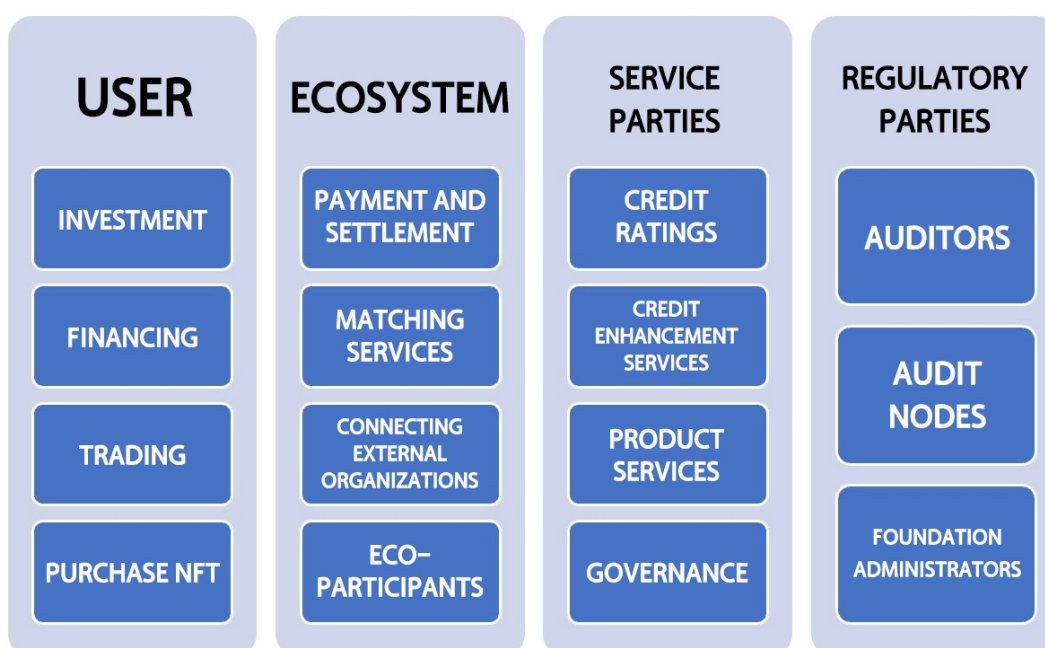 USER
INVESTMENT
FINANCING
TRADING
PURCHASE NFT
ECOSYSTEM
PAYMENT AND
SETTLEMENT
MATCHING
SERVICES
CONNECTING
EXTERNAL
ORGANIZATIONS
ECO-
PARTICIPANTS
SERVICE
PARTIES
CREDIT
RATINGS
CREDIT
ENHANCEMENT
SERVICES
PRODUCT
SERVICES
GOVERNANCE
REGULATORY
PARTIES
AUDITORS
AUDIT
NODES
FOUNDATION
ADMINISTRATORS